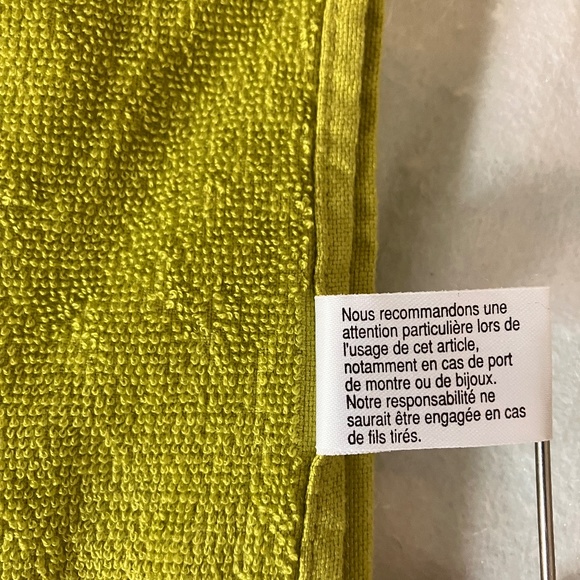 Nous recommandons une
attention particulière lors de
l'usage de cet article,
notamment en cas de port
de montre ou de bijoux.
Notre responsabilité ne
saurait être engagée en cas
de fils tirés.